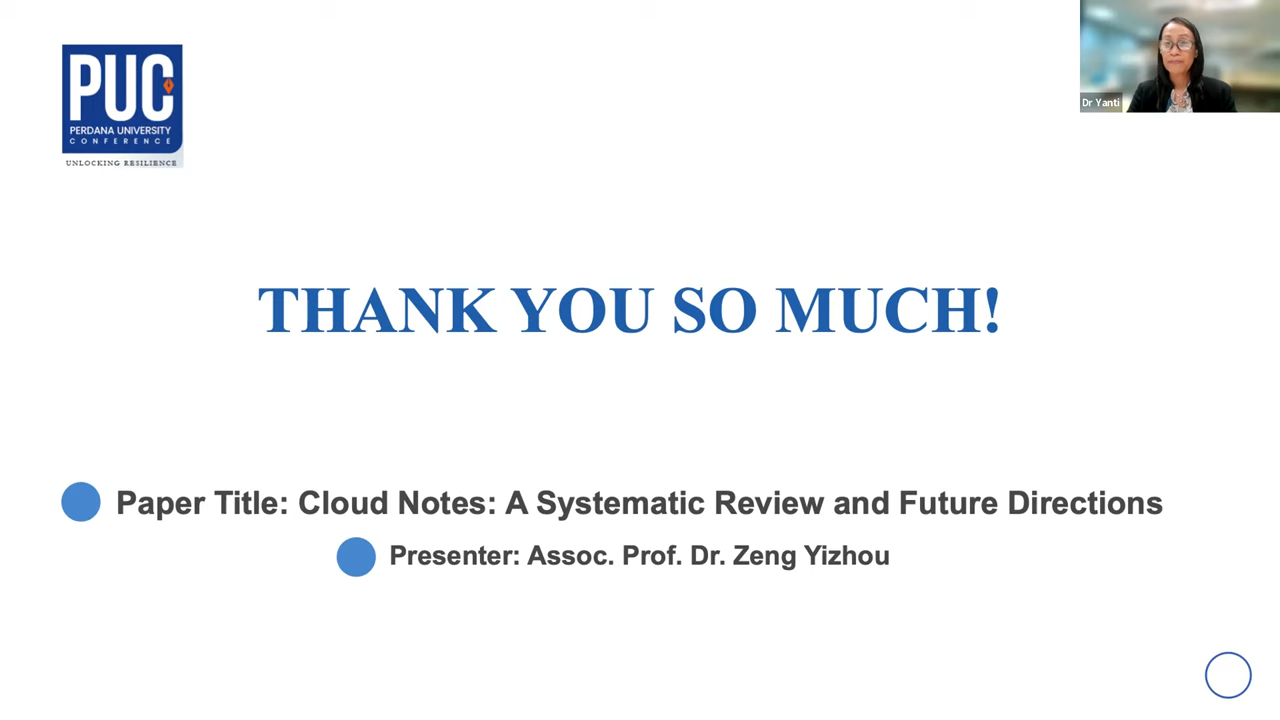 PUC
PERDANA UNIVERSITY
CONFERENCE
UNLOCKING RESILIENCE
Dr Yanti
THANK YOU SO MUCH!
Paper Title: Cloud Notes: A Systematic Review and Future Directions
Presenter: Assoc. Prof. Dr. Zeng Yizhou